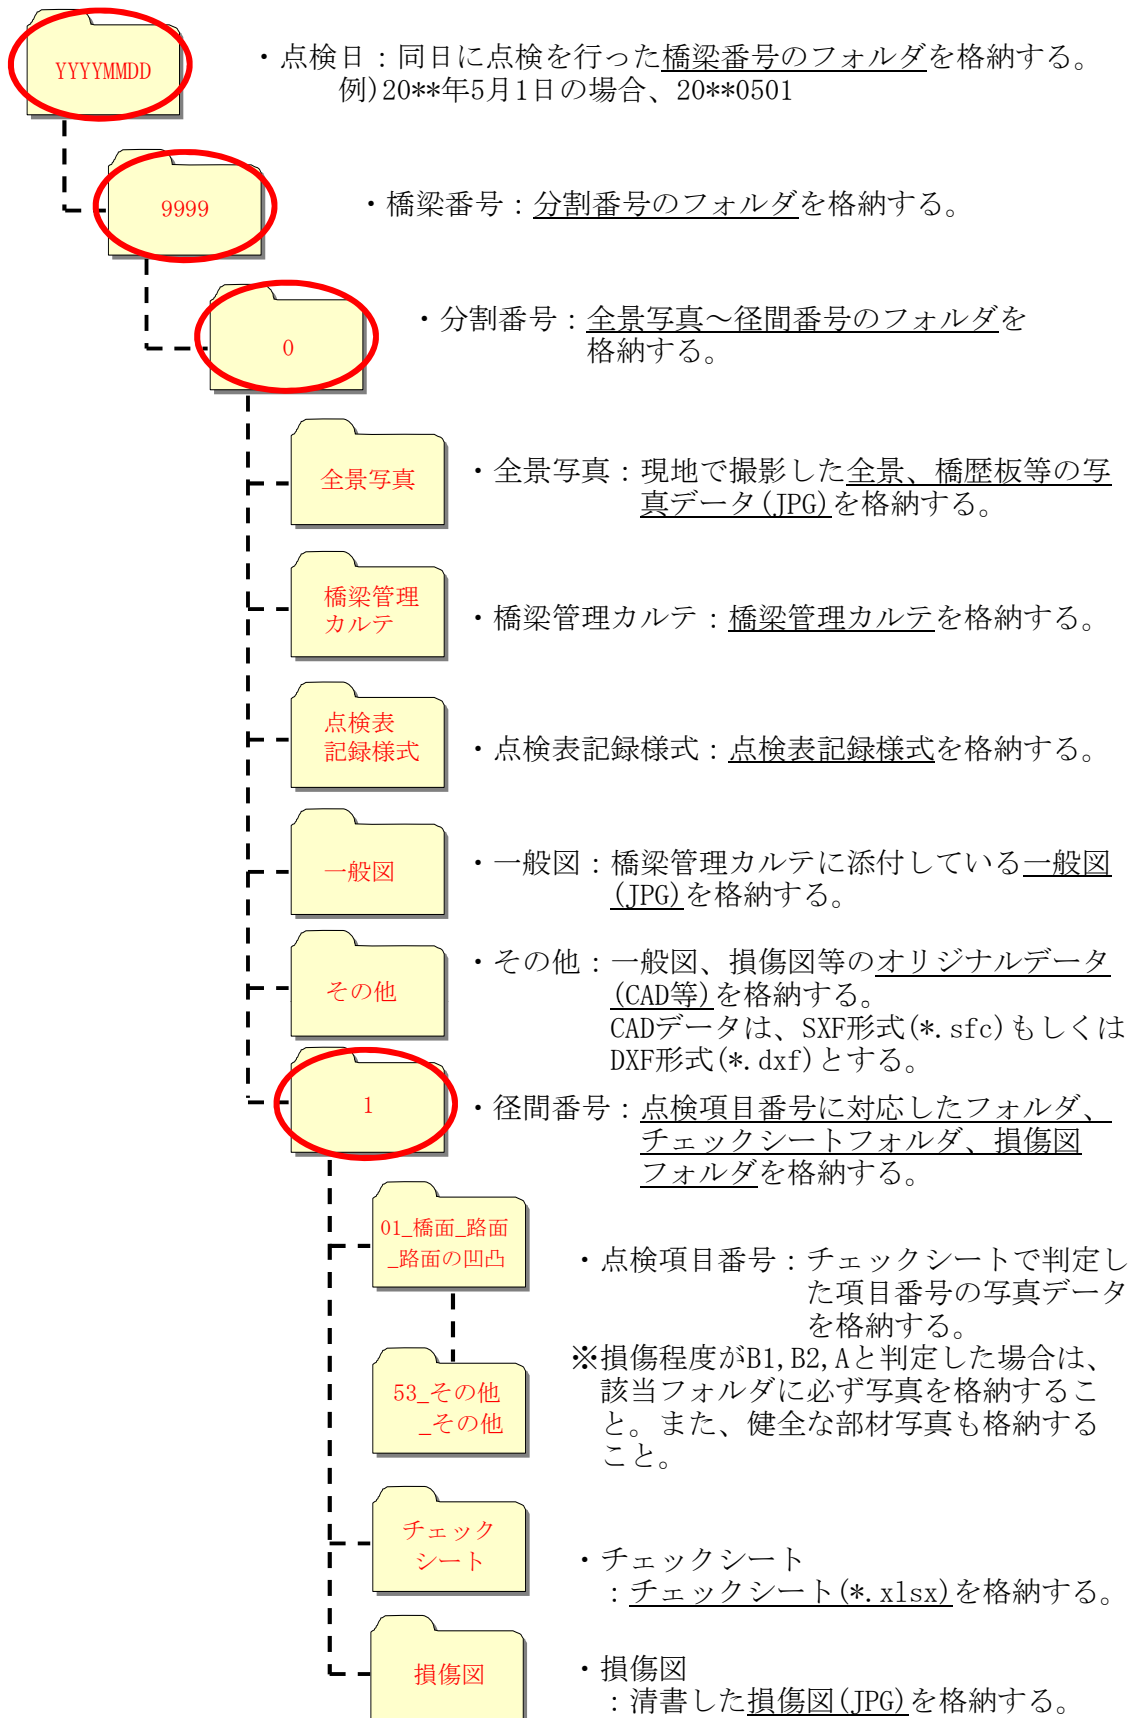 YYYYMMDD
・点検日：同日に点検を行った橋梁番号のフォルダを格納する。
例)20**年5月1日の場合、20**0501
9999
・橋梁番号：分割番号のフォルダを格納する。
0
・分割番号：全景写真～径間番号のフォルダを
格納する。
全景写真
・全景写真：現地で撮影した全景、橋歴板等の写
真データ(JPG)を格納する。
橋梁管理
カルテ
・橋梁管理カルテ：橋梁管理カルテを格納する。
点検表
記録様式
・点検表記録様式：点検表記録様式を格納する。
一般図
・一般図：橋梁管理カルテに添付している一般図
(JPG)を格納する。
その他
・その他：一般図、損傷図等のオリジナルデータ
(CAD等)を格納する。
CADデータは、SXF形式(*.sfc)もしくは
DXF形式(*.dxf)とする。
1
・径間番号：点検項目番号に対応したフォルダ、
チェックシートフォルダ、損傷図
フォルダを格納する。
01_橋面_路面
_路面の凹凸
・点検項目番号：チェックシートで判定し
た項目番号の写真データ
を格納する。
※損傷程度がB1,B2,Aと判定した場合は、
該当フォルダに必ず写真を格納するこ
と。また、健全な部材写真も格納する
こと。
53_その他
_その他
チェック
シート
・チェックシート
：チェックシート(*.xlsx)を格納する。
損傷図
・損傷図
：清書した損傷図(JPG)を格納する。